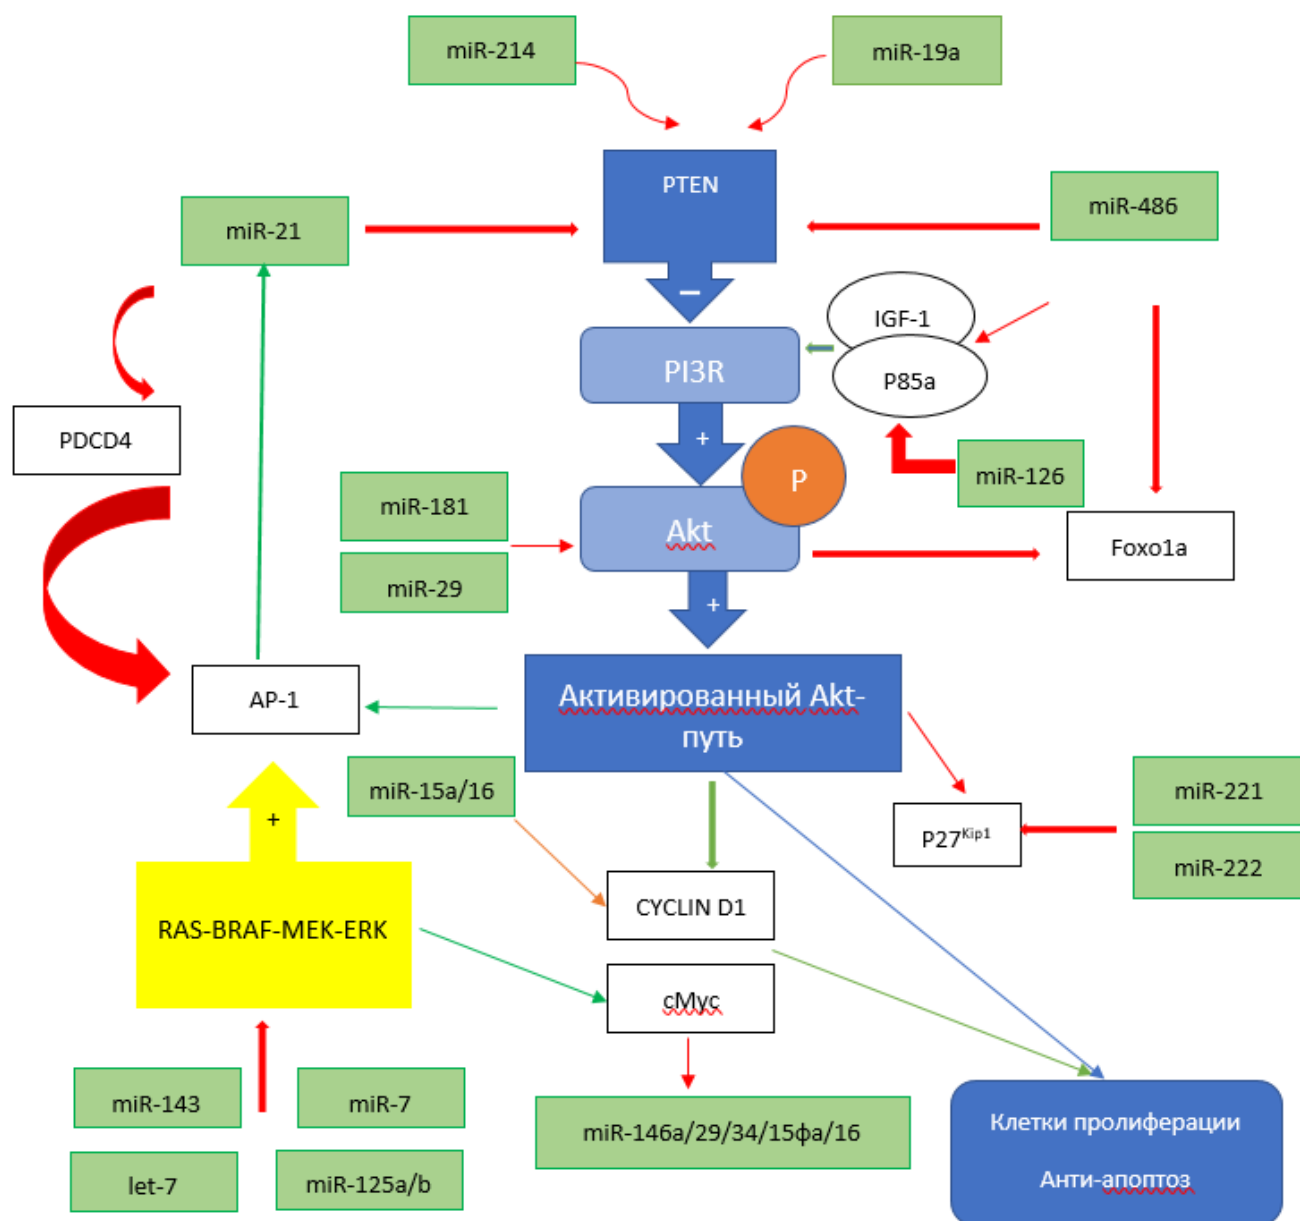 miR-214
miR-19a
PTEN
miR-486
miR-21
–
IGF-1
PI3R
P85a
PDCD4
+
P
miR-126
miR-181
Akt
Foxo1a
miR-29
+
Активированный Akt-
путь
AP-1
miR-15a/16
miR-221
+
P27Kip1
miR-222
CYCLIN D1
RAS-BRAF-MEK-ERK
cMyc
miR-143
miR-7
miR-146a/29/34/15фa/16
Клетки пролиферации
let-7
miR-125a/b
Анти-апоптоз